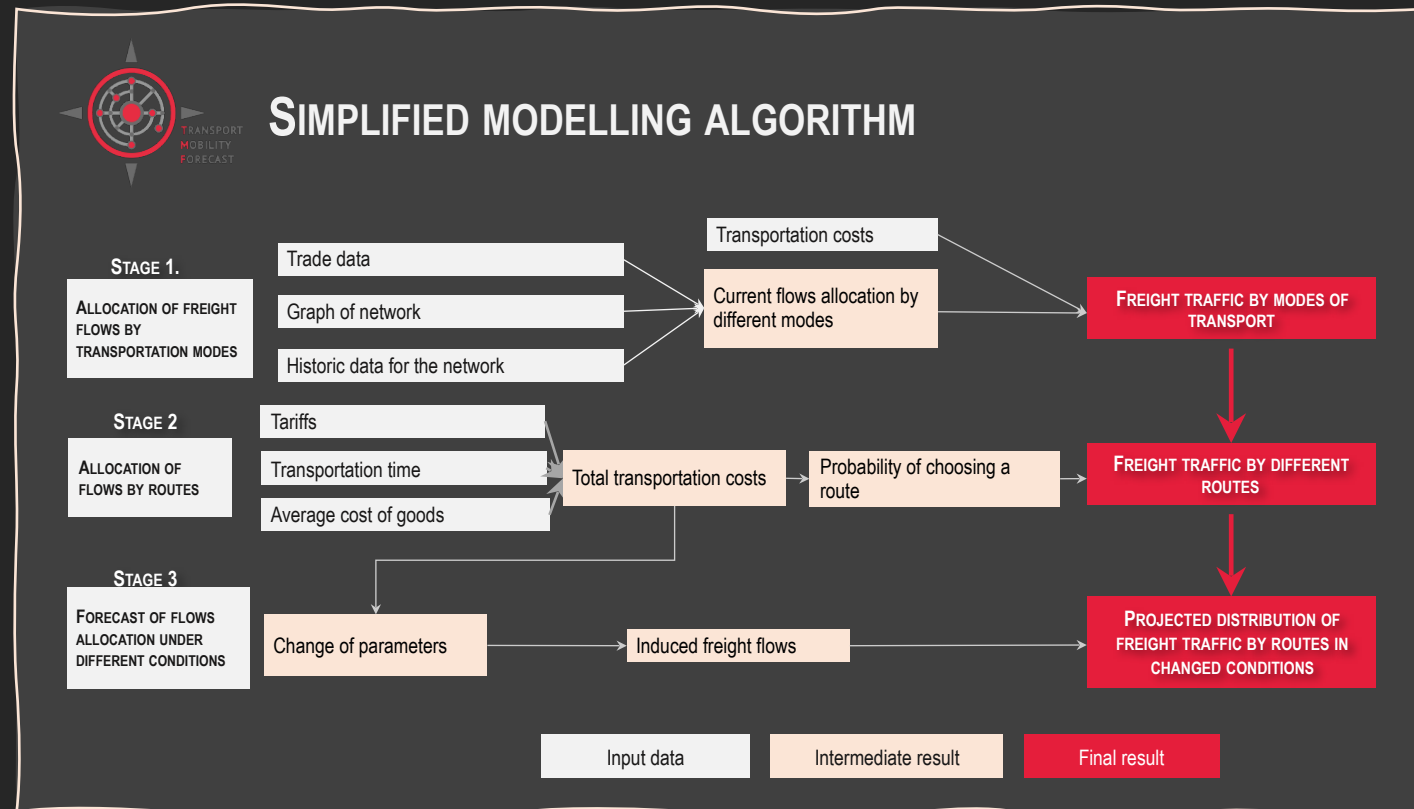 TRANSPORT
MOBILITY
FORECAST
SIMPLIFIED MODELLING ALGORITHM
STAGE 1.
ALLOCATION OF FREIGHT
FLOWS BY
TRANSPORTATION MODES
Trade data
Graph of network
Historic data for the network
Transportation costs
Current flows allocation by
different modes
FREIGHT TRAFFIC BY MODES OF
TRANSPORT
STAGE 2
ALLOCATION OF
FLOWS BY ROUTES
Tariffs
Transportation time
Average cost of goods
Total transportation costs
Probability of choosing a
route
FREIGHT TRAFFIC BY DIFFERENT
ROUTES
STAGE 3
FORECAST OF FLOWS
ALLOCATION UNDER
DIFFERENT CONDITIONS
Change of parameters
Induced freight flows
PROJECTED DISTRIBUTION OF
FREIGHT TRAFFIC BY ROUTES IN
CHANGED CONDITIONS
Input data
Intermediate result
Final result